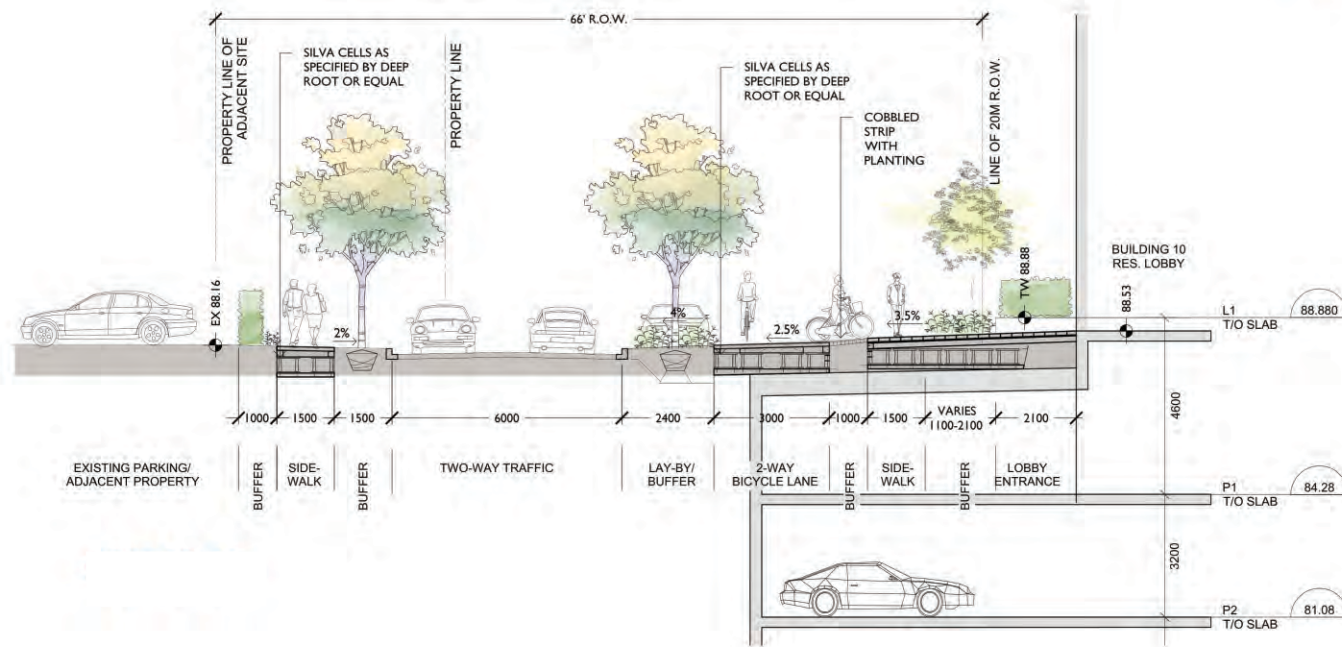 66' R.O.W.
PROPERTY LINE OF
ADJACENT SITE
SILVA CELLS AS
SPECIFIED BY DEEP
ROOT OR EQUAL
PROPERTY LINE
SILVA CELLS AS
SPECIFIED BY DEEP
ROOT OR EQUAL
COBBLED
STRIP
WITH
PLANTING
LINE OF 20M R.O.W.
EX 88.16
2%
4%
2.5%
3.5%
TW 88.88
BUILDING 10
RES. LOBBY
88.53
L1
T/O SLAB
88.880
1000
1500
1500
6000
2400
3000
1000
1500
VARIES
1100-2100
2100
4600
EXISTING PARKING/
ADJACENT PROPERTY
BUFFER
SIDE-
WALK
BUFFER
TWO-WAY TRAFFIC
LAY-BY/
BUFFER
2-WAY
BICYCLE LANE
BUFFER
SIDE-
WALK
BUFFER
LOBBY
ENTRANCE
P1
T/O SLAB
84.28
3200
P2
T/O SLAB
81.08